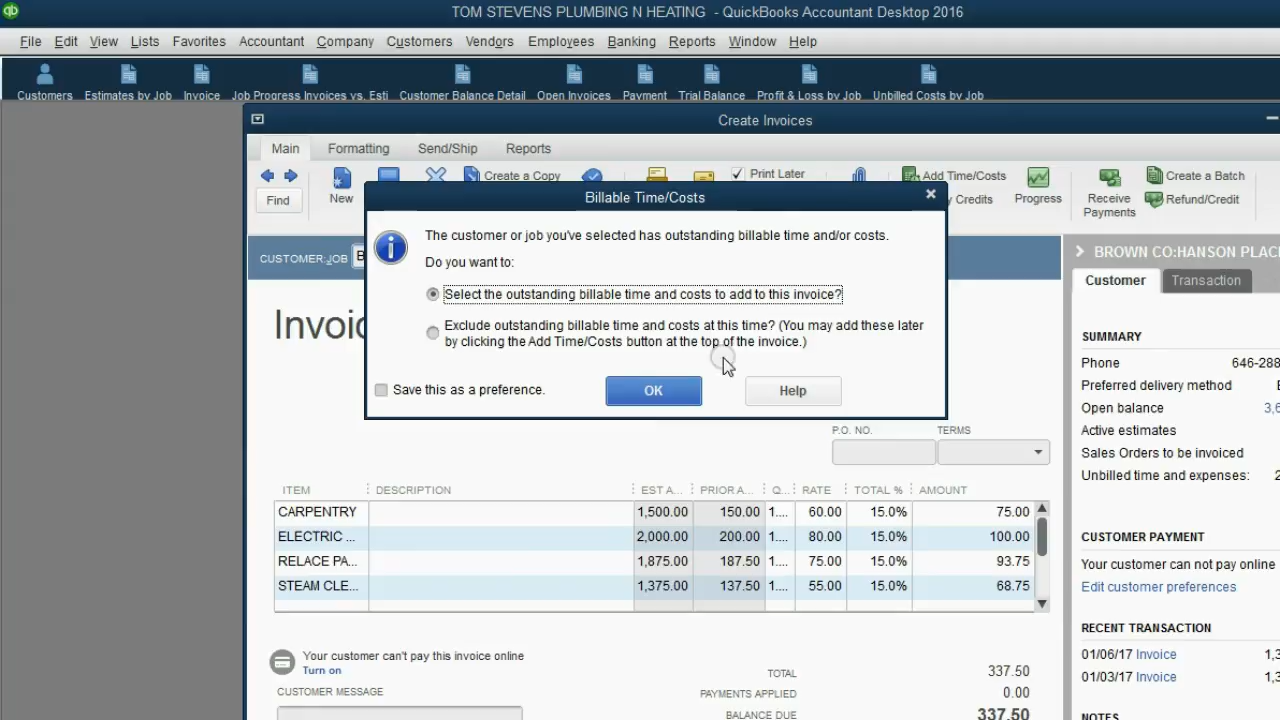 qb
TOM STEVENS PLUMBING N HEATING - QuickBooks Accountant Desktop 2016
File Edit View Lists Favorites Accountant Company Customers Vendors Employees Banking Reports Window Help
Customers Estimates by Job Invoice Job Progress Invoices vs. Esti Customer Balance Detail Open Invoices Payment Trial Balance Profit & Loss by Job Unbilled Costs by Job
Create Invoices
Main Formatting Send/Ship Reports
Find
New
Create a Copy
Print Later
Add Time/Costs
Credits
Progress
Receive
Payments
Create a Batch
Refund/Credit
Billable Time/Costs
The customer or job you've selected has outstanding billable time and/or costs.
Do you want to:
Select the outstanding billable time and costs to add to this invoice?
Exclude outstanding billable time and costs at this time? (You may add these later
by clicking the Add Time/Costs button at the top of the invoice.)
Save this as a preference.
OK
Help
CUSTOMER:JOB
Invoic
P.O. NO. TERMS
ITEM DESCRIPTION EST A... PRIOR A... Q... RATE TOTAL % AMOUNT
CARPENTRY 1,500.00 150.00 1.... 60.00 15.0% 75.00
ELECTRIC ... 2,000.00 200.00 1.... 80.00 15.0% 100.00
RELACE PA... 1,875.00 187.50 1.... 75.00 15.0% 93.75
STEAM CLE... 1,375.00 137.50 1.... 55.00 15.0% 68.75
Your customer can't pay this invoice online
Turn on
CUSTOMER MESSAGE
TOTAL 337.50
PAYMENTS APPLIED 0.00
BALANCE DUE 337.50
BROWN CO:HANSON PLAC
Customer Transaction
SUMMARY
Phone 646-288
Preferred delivery method
Open balance 3,6
Active estimates
Sales Orders to be invoiced
Unbilled time and expenses: 2
CUSTOMER PAYMENT
Your customer can not pay online
Edit customer preferences
RECENT TRANSACTION
01/06/17 Invoice 1,3
01/03/17 Invoice 1,3
NOTES